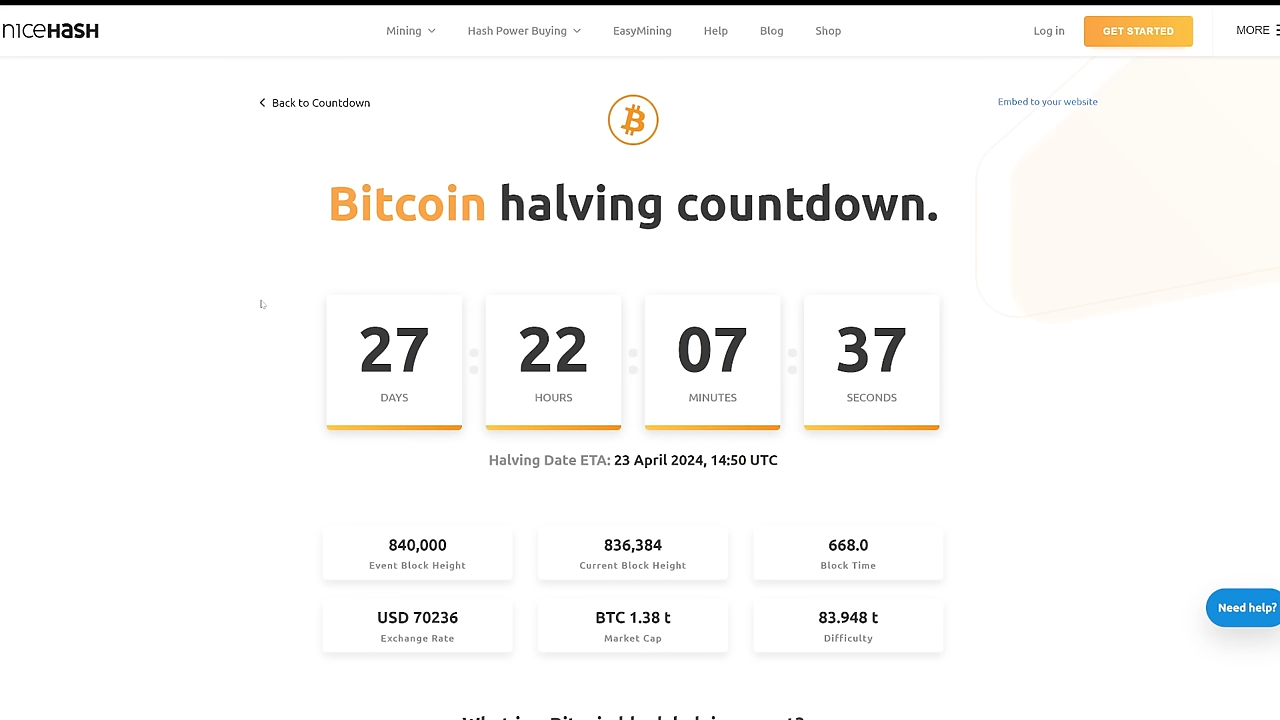 nıceHasH
Mining
Hash Power Buying
EasyMining
Help
Blog
Shop
Log in
GET STARTED
MORE
Back to Countdown
Embed to your website
Bitcoin halving countdown.
27 : 22 : 07 : 37
DAYS HOURS MINUTES SECONDS
Halving Date ETA: 23 April 2024, 14:50 UTC
840,000 836,384 668.0
Event Block Height Current Block Height Block Time
USD 70236 BTC 1.38 t 83.948 t
Exchange Rate Market Cap Difficulty
Need help?